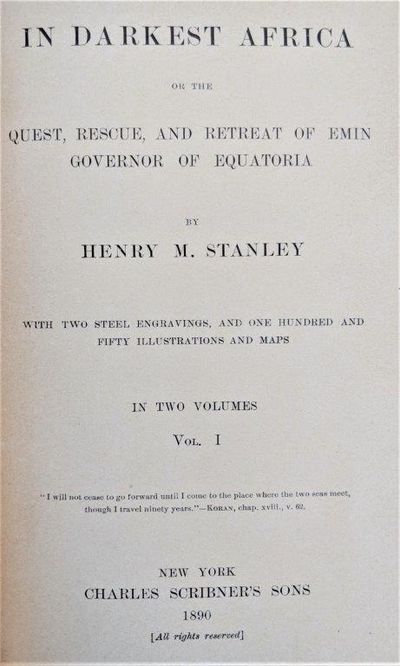 IN DARKEST AFRICA
OR THE
QUEST, RESCUE, AND RETREAT OF EMIN
GOVERNOR OF EQUATORIA
BY
HENRY M. STANLEY
WITH TWO STEEL ENGRAVINGS, AND ONE HUNDRED AND
FIFTY ILLUSTRATIONS AND MAPS
IN TWO VOLUMES
VOL. I
"I will not cease to go forward until I come to the place where the two seas meet,
though I travel ninety years."—KORAN, chap. xviii., v. 62.
NEW YORK
CHARLES SCRIBNER'S SONS
1890
[All rights reserved]